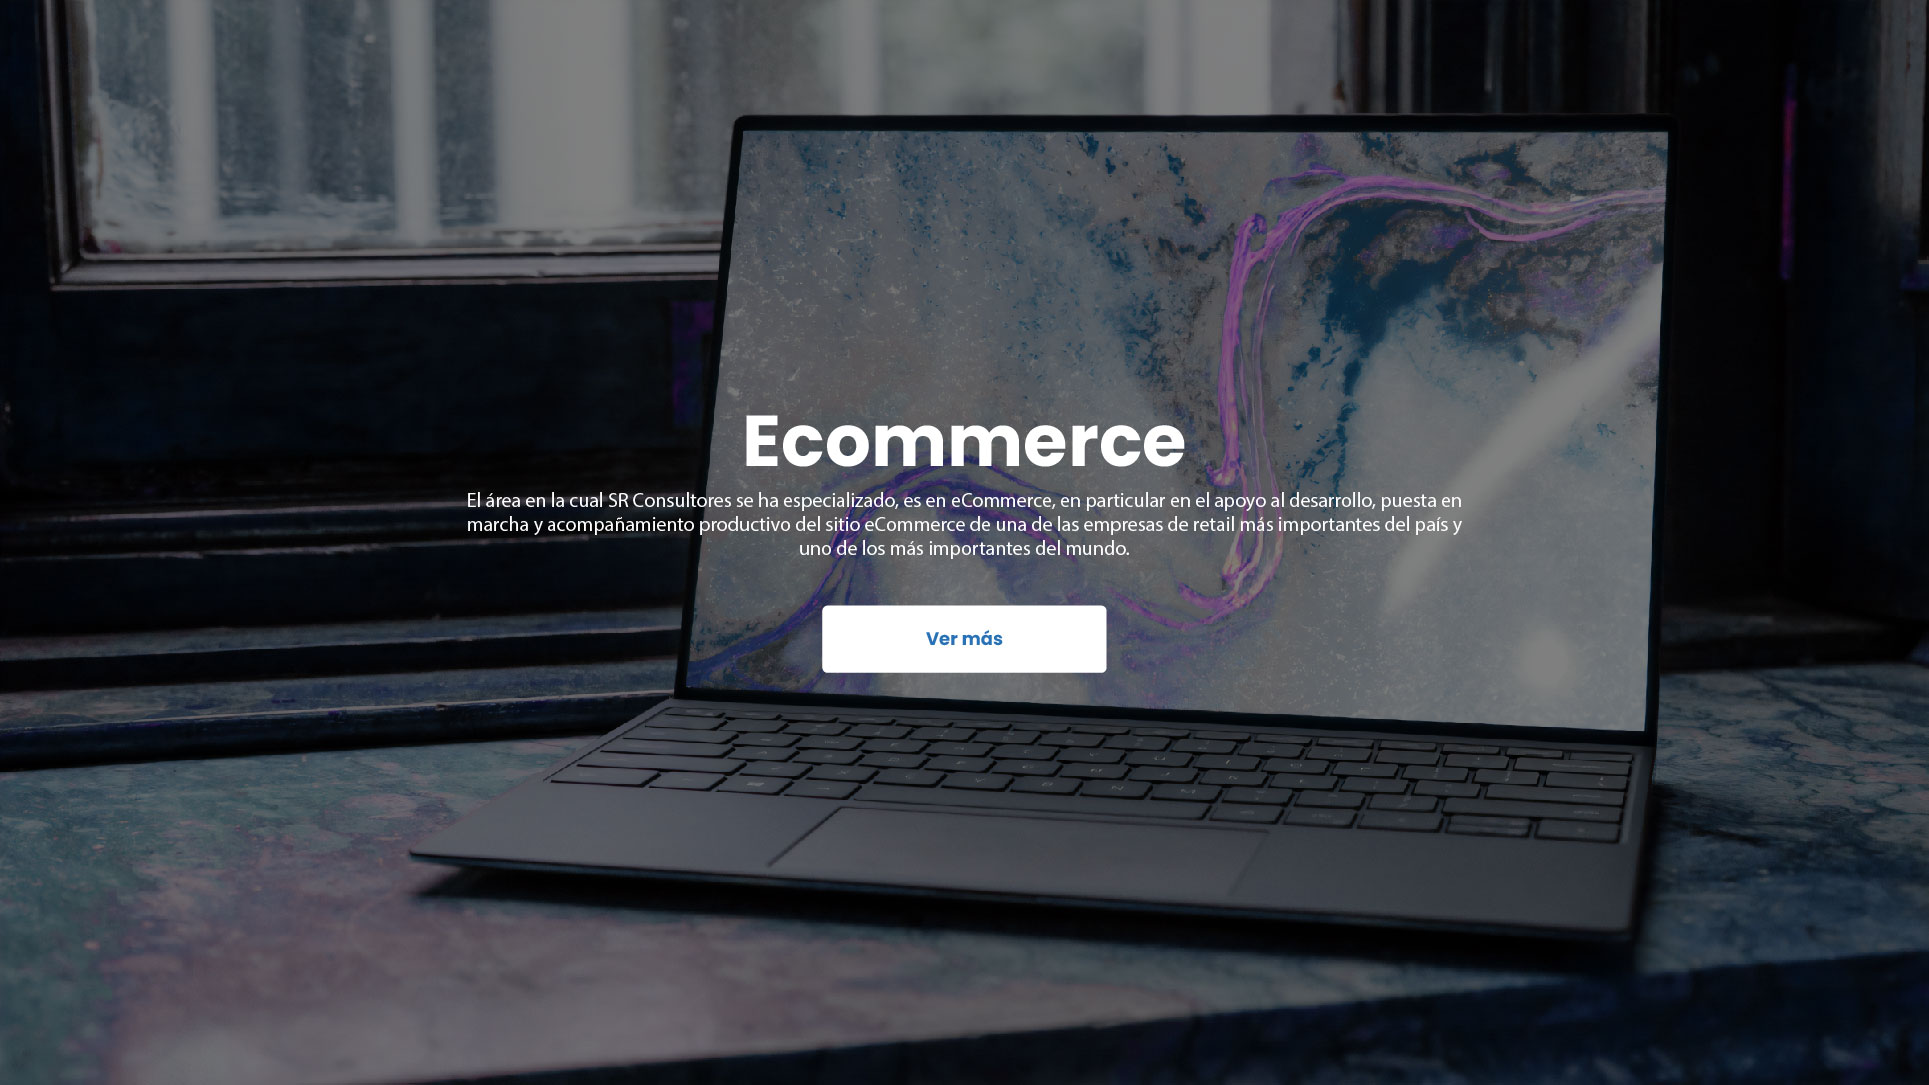 Ecommerce
El área en la cual SR Consultores se ha especializado, es en eCommerce, en particular en el apoyo al desarrollo, puesta en
marcha y acompañamiento productivo del sitio eCommerce de una de las empresas de retail más importantes del país y
uno de los más importantes del mundo.
Ver más